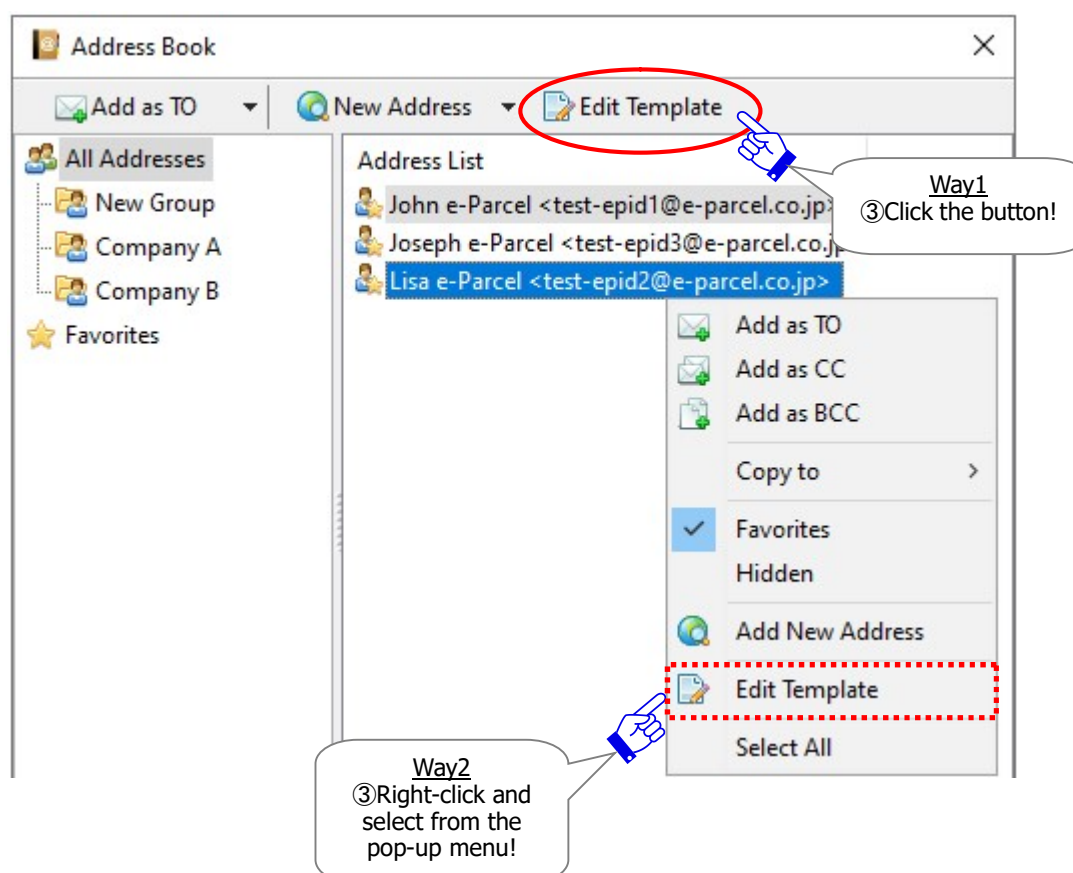 Address Book
Add as TO
New Address
Edit Template
All Addresses
New Group
Company A
Company B
Favorites
Address List
John e-Parcel <test-epid1@e-parcel.co.jp>
Joseph e-Parcel <test-epid3@e-parcel.co.j
Lisa e-Parcel <test-epid2@e-parcel.co.jp>
Way1
③Click the button!
Add as TO
Add as CC
Add as BCC
Copy to
Favorites
Hidden
Add New Address
Edit Template
Select All
Way2
③Right-click and
select from the
pop-up menu!